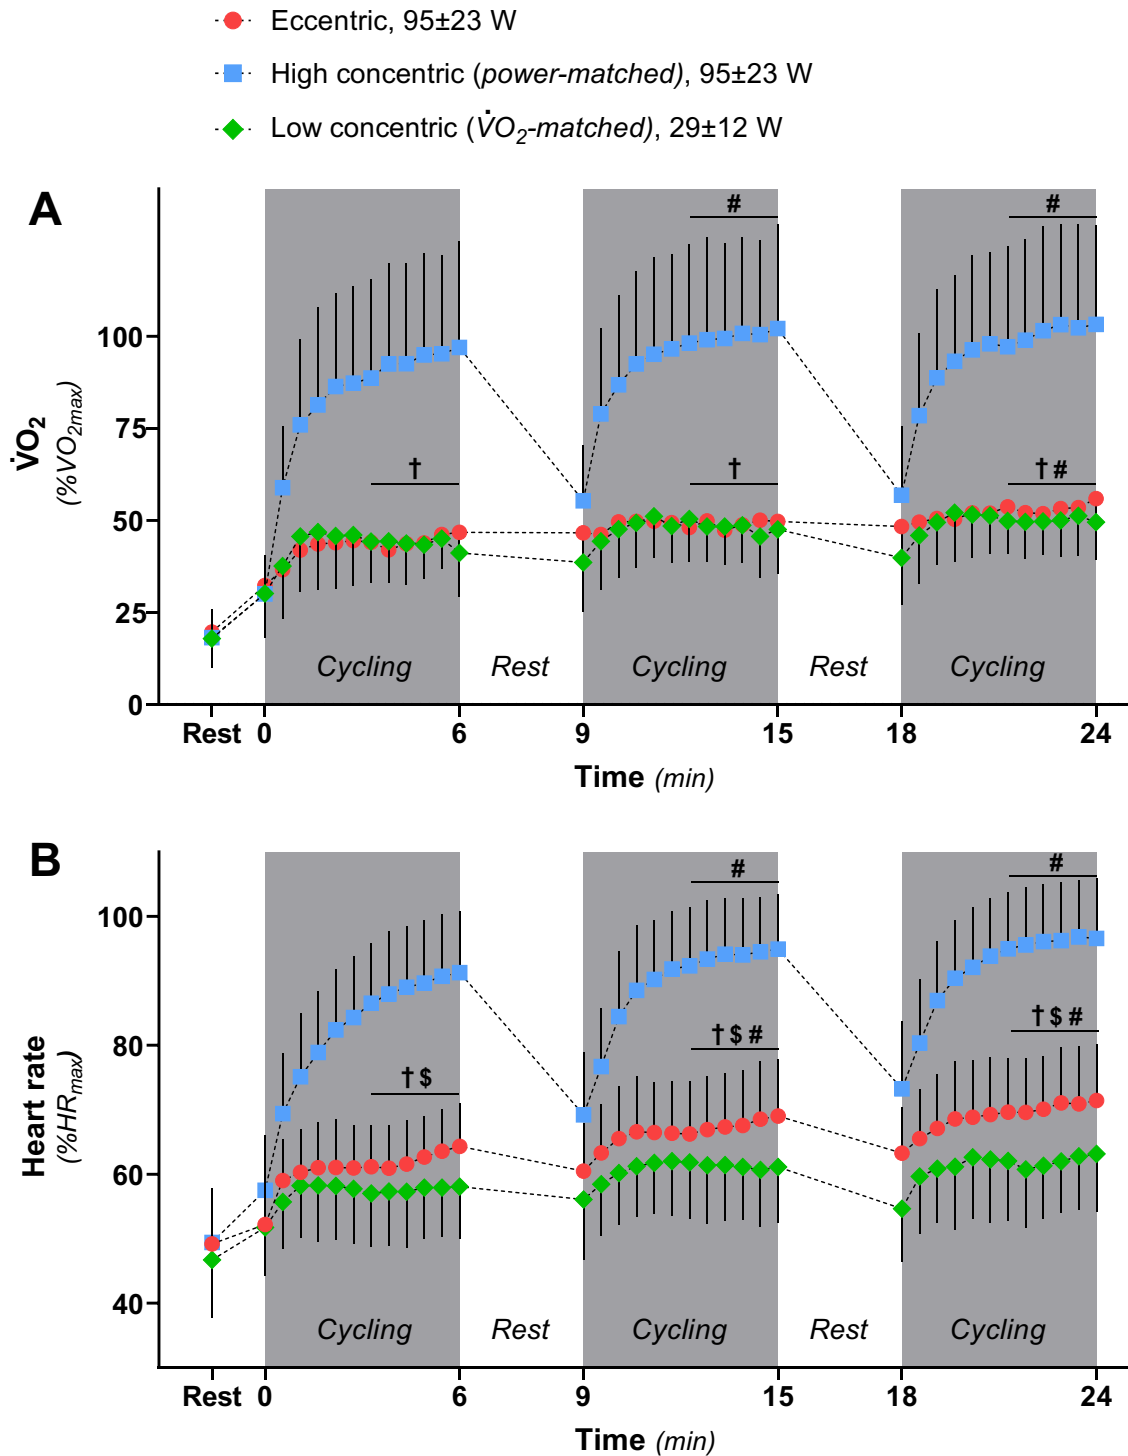 Eccentric, 95±23 W
High concentric (power-matched), 95±23 W
Low concentric (V̇O2-matched), 29±12 W
A
V̇O2
(%VO2max)
100
75
50
25
0
#
#
†
†
† #
Cycling
Rest
Cycling
Rest
Cycling
Rest 0 6 9 15 18 24
Time (min)
B
Heart rate
(%HRmax)
100
80
60
40
#
#
† $
† $ #
† $ #
Cycling
Rest
Cycling
Rest
Cycling
Rest 0 6 9 15 18 24
Time (min)